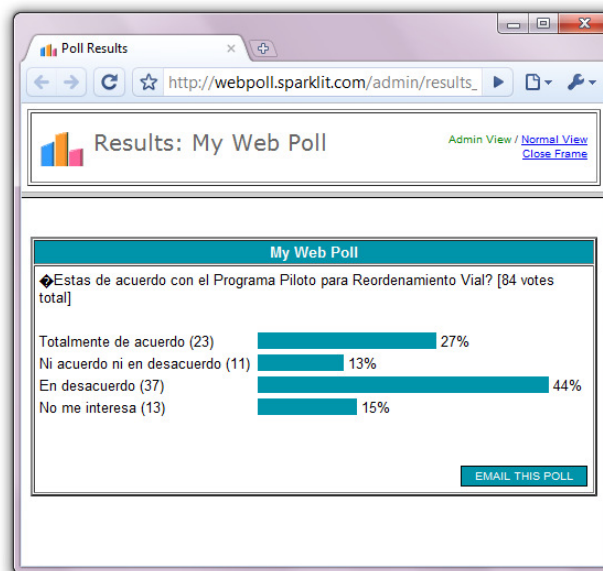 Poll Results
http://webpoll.sparklit.com/admin/results_
Results: My Web Poll
Admin View / Normal View
Close Frame
My Web Poll
�Estas de acuerdo con el Programa Piloto para Reordenamiento Vial? [84 votes
total]
Totalmente de acuerdo (23) 27%
Ni acuerdo ni en desacuerdo (11) 13%
En desacuerdo (37) 44%
No me interesa (13) 15%
EMAIL THIS POLL